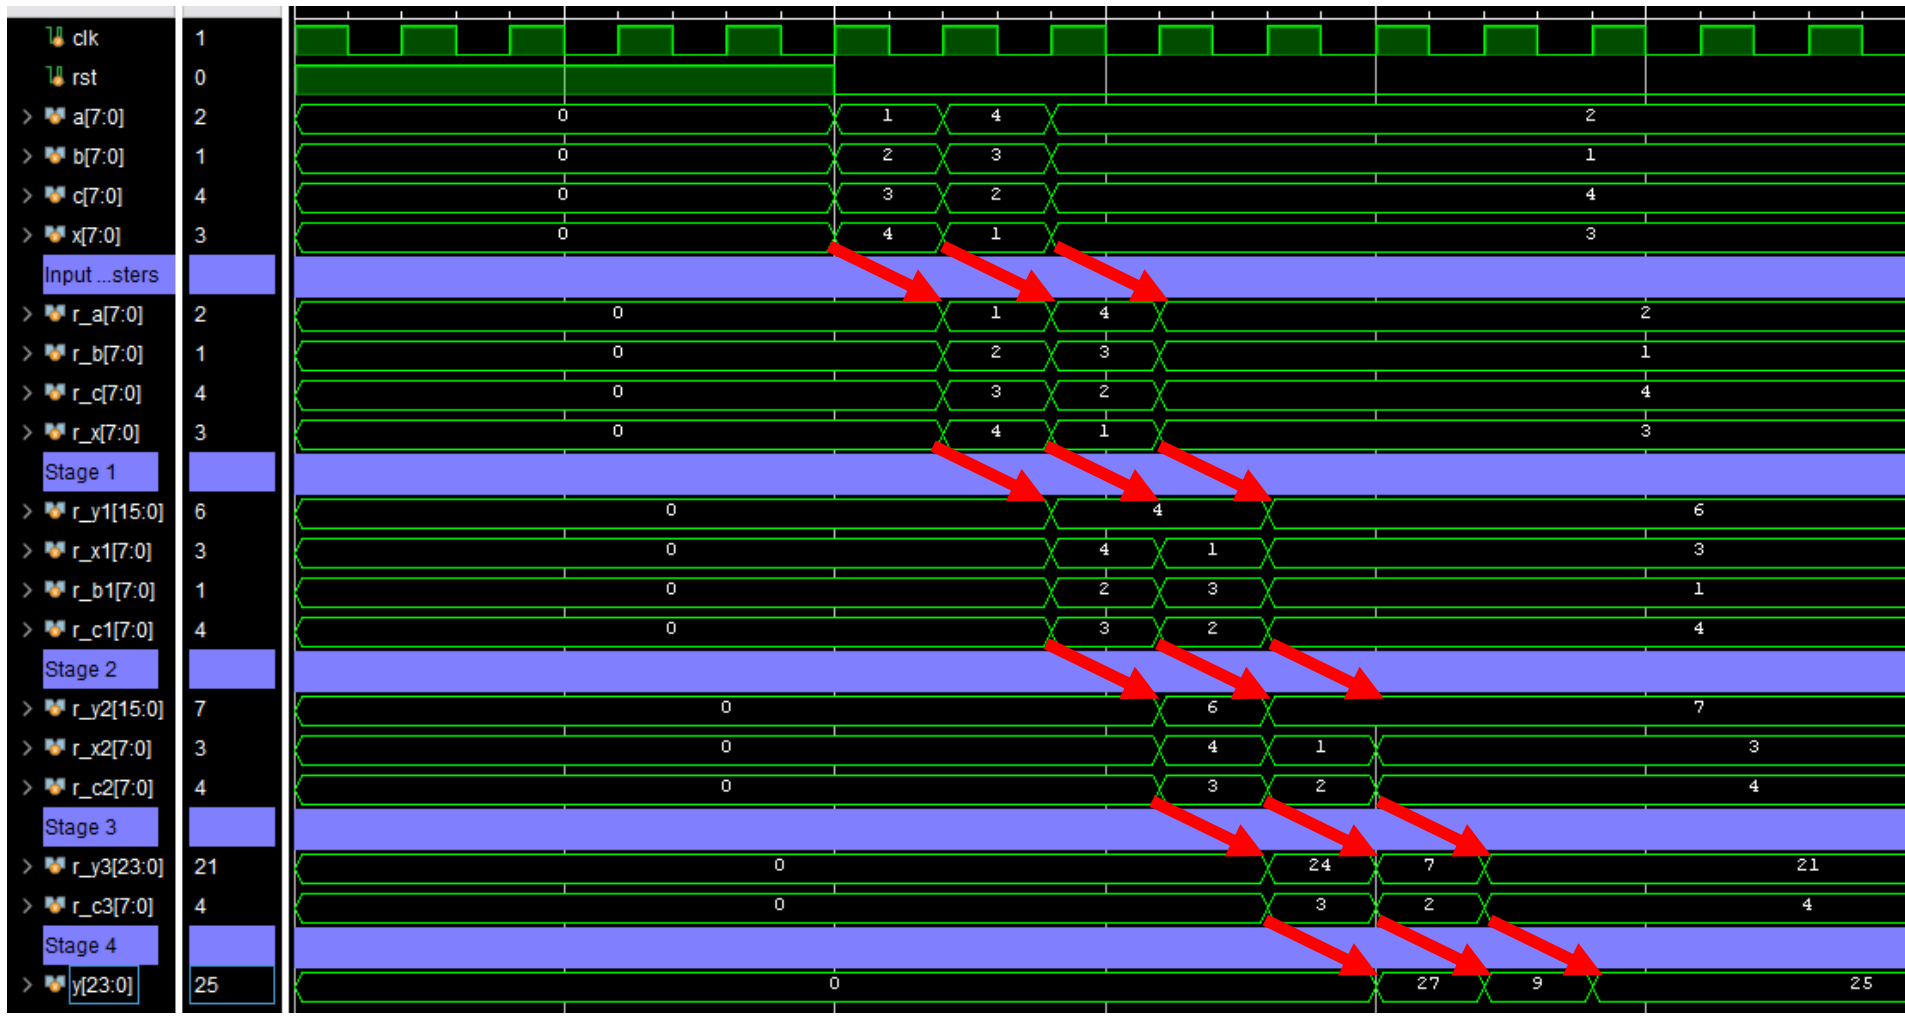 clk 1
rst 0
a[7:0] 2 0 1 4 2
b[7:0] 1 0 2 3 1
c[7:0] 4 0 3 2 4
x[7:0] 3 0 4 1 3
Input ...sters
r_a[7:0] 2 0 1 4 2
r_b[7:0] 1 0 2 3 1
r_c[7:0] 4 0 3 2 4
r_x[7:0] 3 0 4 1 3
Stage 1
r_y1[15:0] 6 0 4 6
r_x1[7:0] 3 0 4 1 3
r_b1[7:0] 1 0 2 3 1
r_c1[7:0] 4 0 3 2 4
Stage 2
r_y2[15:0] 7 0 6 7
r_x2[7:0] 3 0 4 1 3
r_c2[7:0] 4 0 3 2 4
Stage 3
r_y3[23:0] 21 0 24 7 21
r_c3[7:0] 4 0 3 2 4
Stage 4
y[23:0] 25 0 27 9 25